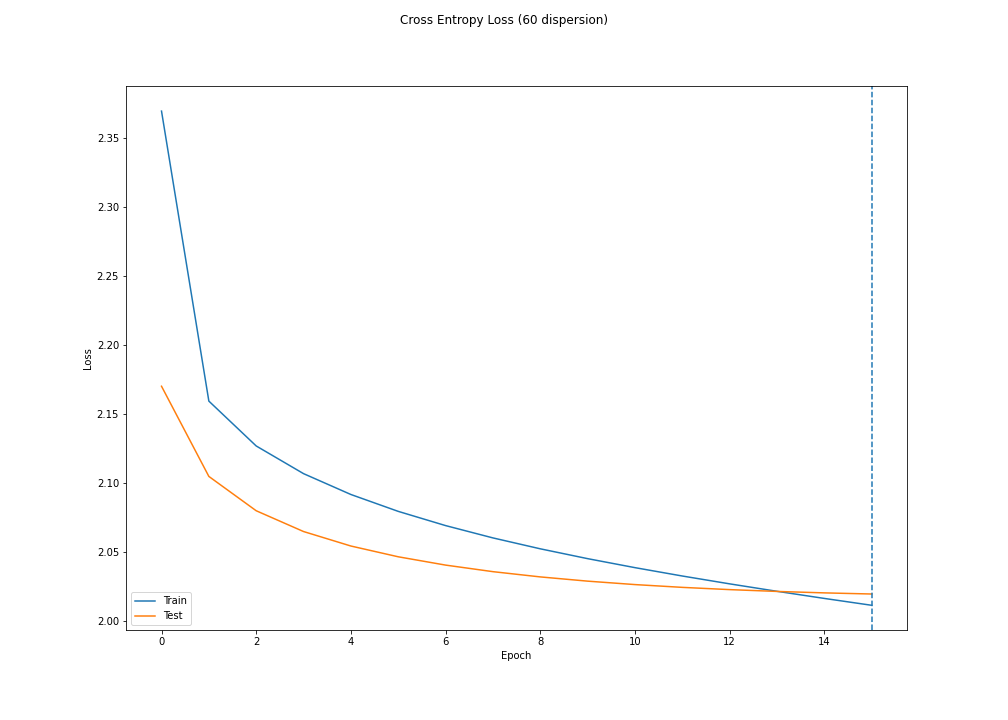 Cross Entropy Loss (60 dispersion)
2.35
2.30
2.25
2.20
2.15
2.10
2.05
2.00
Loss
Train
Test
0 2 4 6 8 10 12 14
Epoch